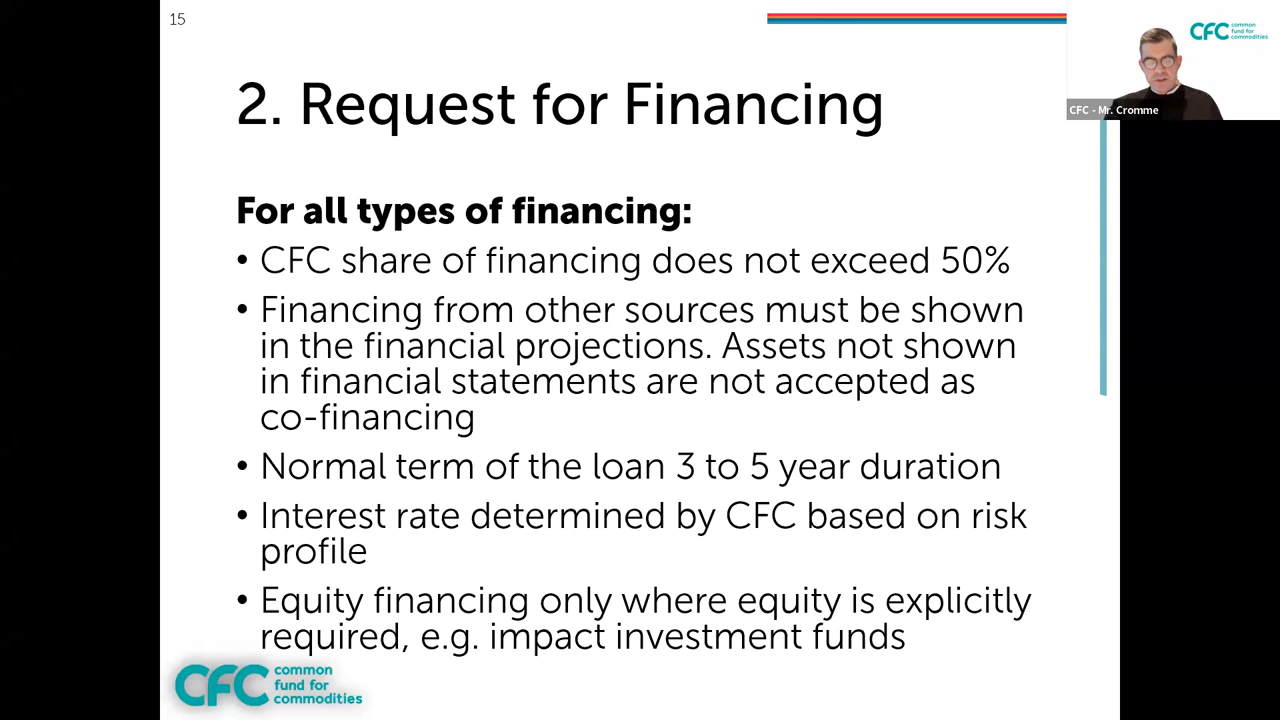 15
2. Request for Financing
For all types of financing:
• CFC share of financing does not exceed 50%
• Financing from other sources must be shown
in the financial projections. Assets not shown
in financial statements are not accepted as
co-financing
• Normal term of the loan 3 to 5 year duration
• Interest rate determined by CFC based on risk
profile
• Equity financing only where equity is explicitly
required, e.g. impact investment funds
CFC common
fund for
commodities
CFC common
fund for
commodities
CFC - Mr. Cromme